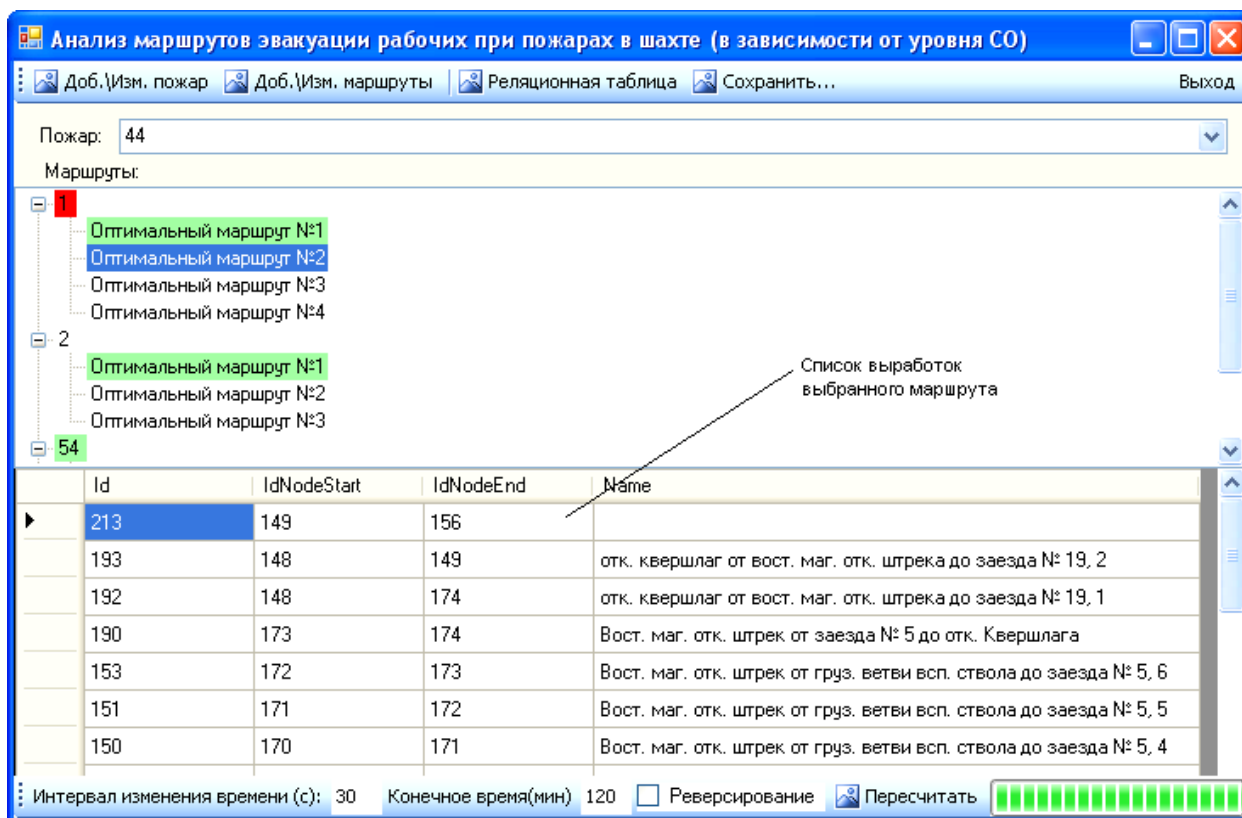 Анализ маршрутов эвакуации рабочих при пожарах в шахте (в зависимости от уровня СО)
Доб.\Изм. пожар Доб.\Изм. маршруты Реляционная таблица Сохранить... Выход
Пожар: 44
Маршруты:
1
Оптимальный маршрут №1
Оптимальный маршрут №2
Оптимальный маршрут №3
Оптимальный маршрут №4
2
Оптимальный маршрут №1
Оптимальный маршрут №2
Оптимальный маршрут №3
54
Список выработок
выбранного маршрута
Id IdNodeStart IdNodeEnd Name
213 149 156
193 148 149 отк. квершлаг от вост. маг. отк. штрека до заезда № 19, 2
192 148 174 отк. квершлаг от вост. маг. отк. штрека до заезда № 19, 1
190 173 174 Вост. маг. отк. штрек от заезда № 5 до отк. Квершлага
153 172 173 Вост. маг. отк. штрек от груз. ветви всп. ствола до заезда № 5, 6
151 171 172 Вост. маг. отк. штрек от груз. ветви всп. ствола до заезда № 5, 5
150 170 171 Вост. маг. отк. штрек от груз. ветви всп. ствола до заезда № 5, 4
Интервал изменения времени (с): 30 Конечное время(мин) 120 Реверсирование Пересчитать